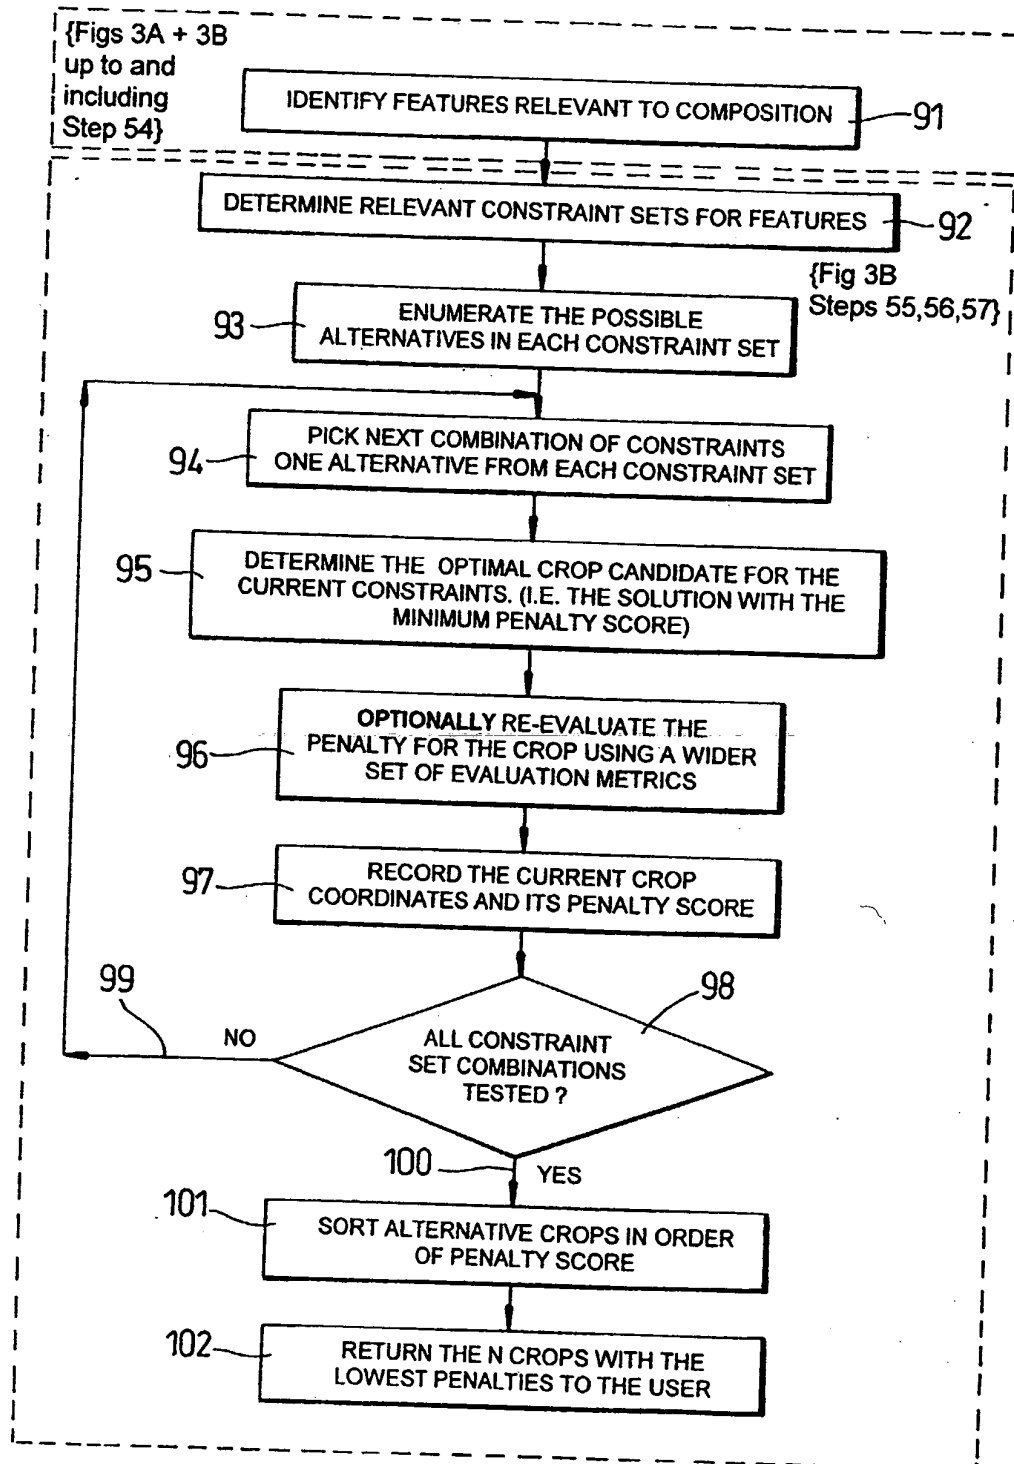 {Figs 3A + 3B
up to and
including
Step 54}
IDENTIFY FEATURES RELEVANT TO COMPOSITION
91
DETERMINE RELEVANT CONSTRAINT SETS FOR FEATURES
92
{Fig 3B
Steps 55,56,57}
93
ENUMERATE THE POSSIBLE
ALTERNATIVES IN EACH CONSTRAINT SET
94
PICK NEXT COMBINATION OF CONSTRAINTS
ONE ALTERNATIVE FROM EACH CONSTRAINT SET
95
DETERMINE THE OPTIMAL CROP CANDIDATE FOR THE
CURRENT CONSTRAINTS. (I.E. THE SOLUTION WITH THE
MINIMUM PENALTY SCORE)
96
OPTIONALLY RE-EVALUATE THE
PENALTY FOR THE CROP USING A WIDER
SET OF EVALUATION METRICS
97
RECORD THE CURRENT CROP
COORDINATES AND ITS PENALTY SCORE
99
NO
98
ALL CONSTRAINT
SET COMBINATIONS
TESTED ?
100
YES
101
SORT ALTERNATIVE CROPS IN ORDER
OF PENALTY SCORE
102
RETURN THE N CROPS WITH THE
LOWEST PENALTIES TO THE USER